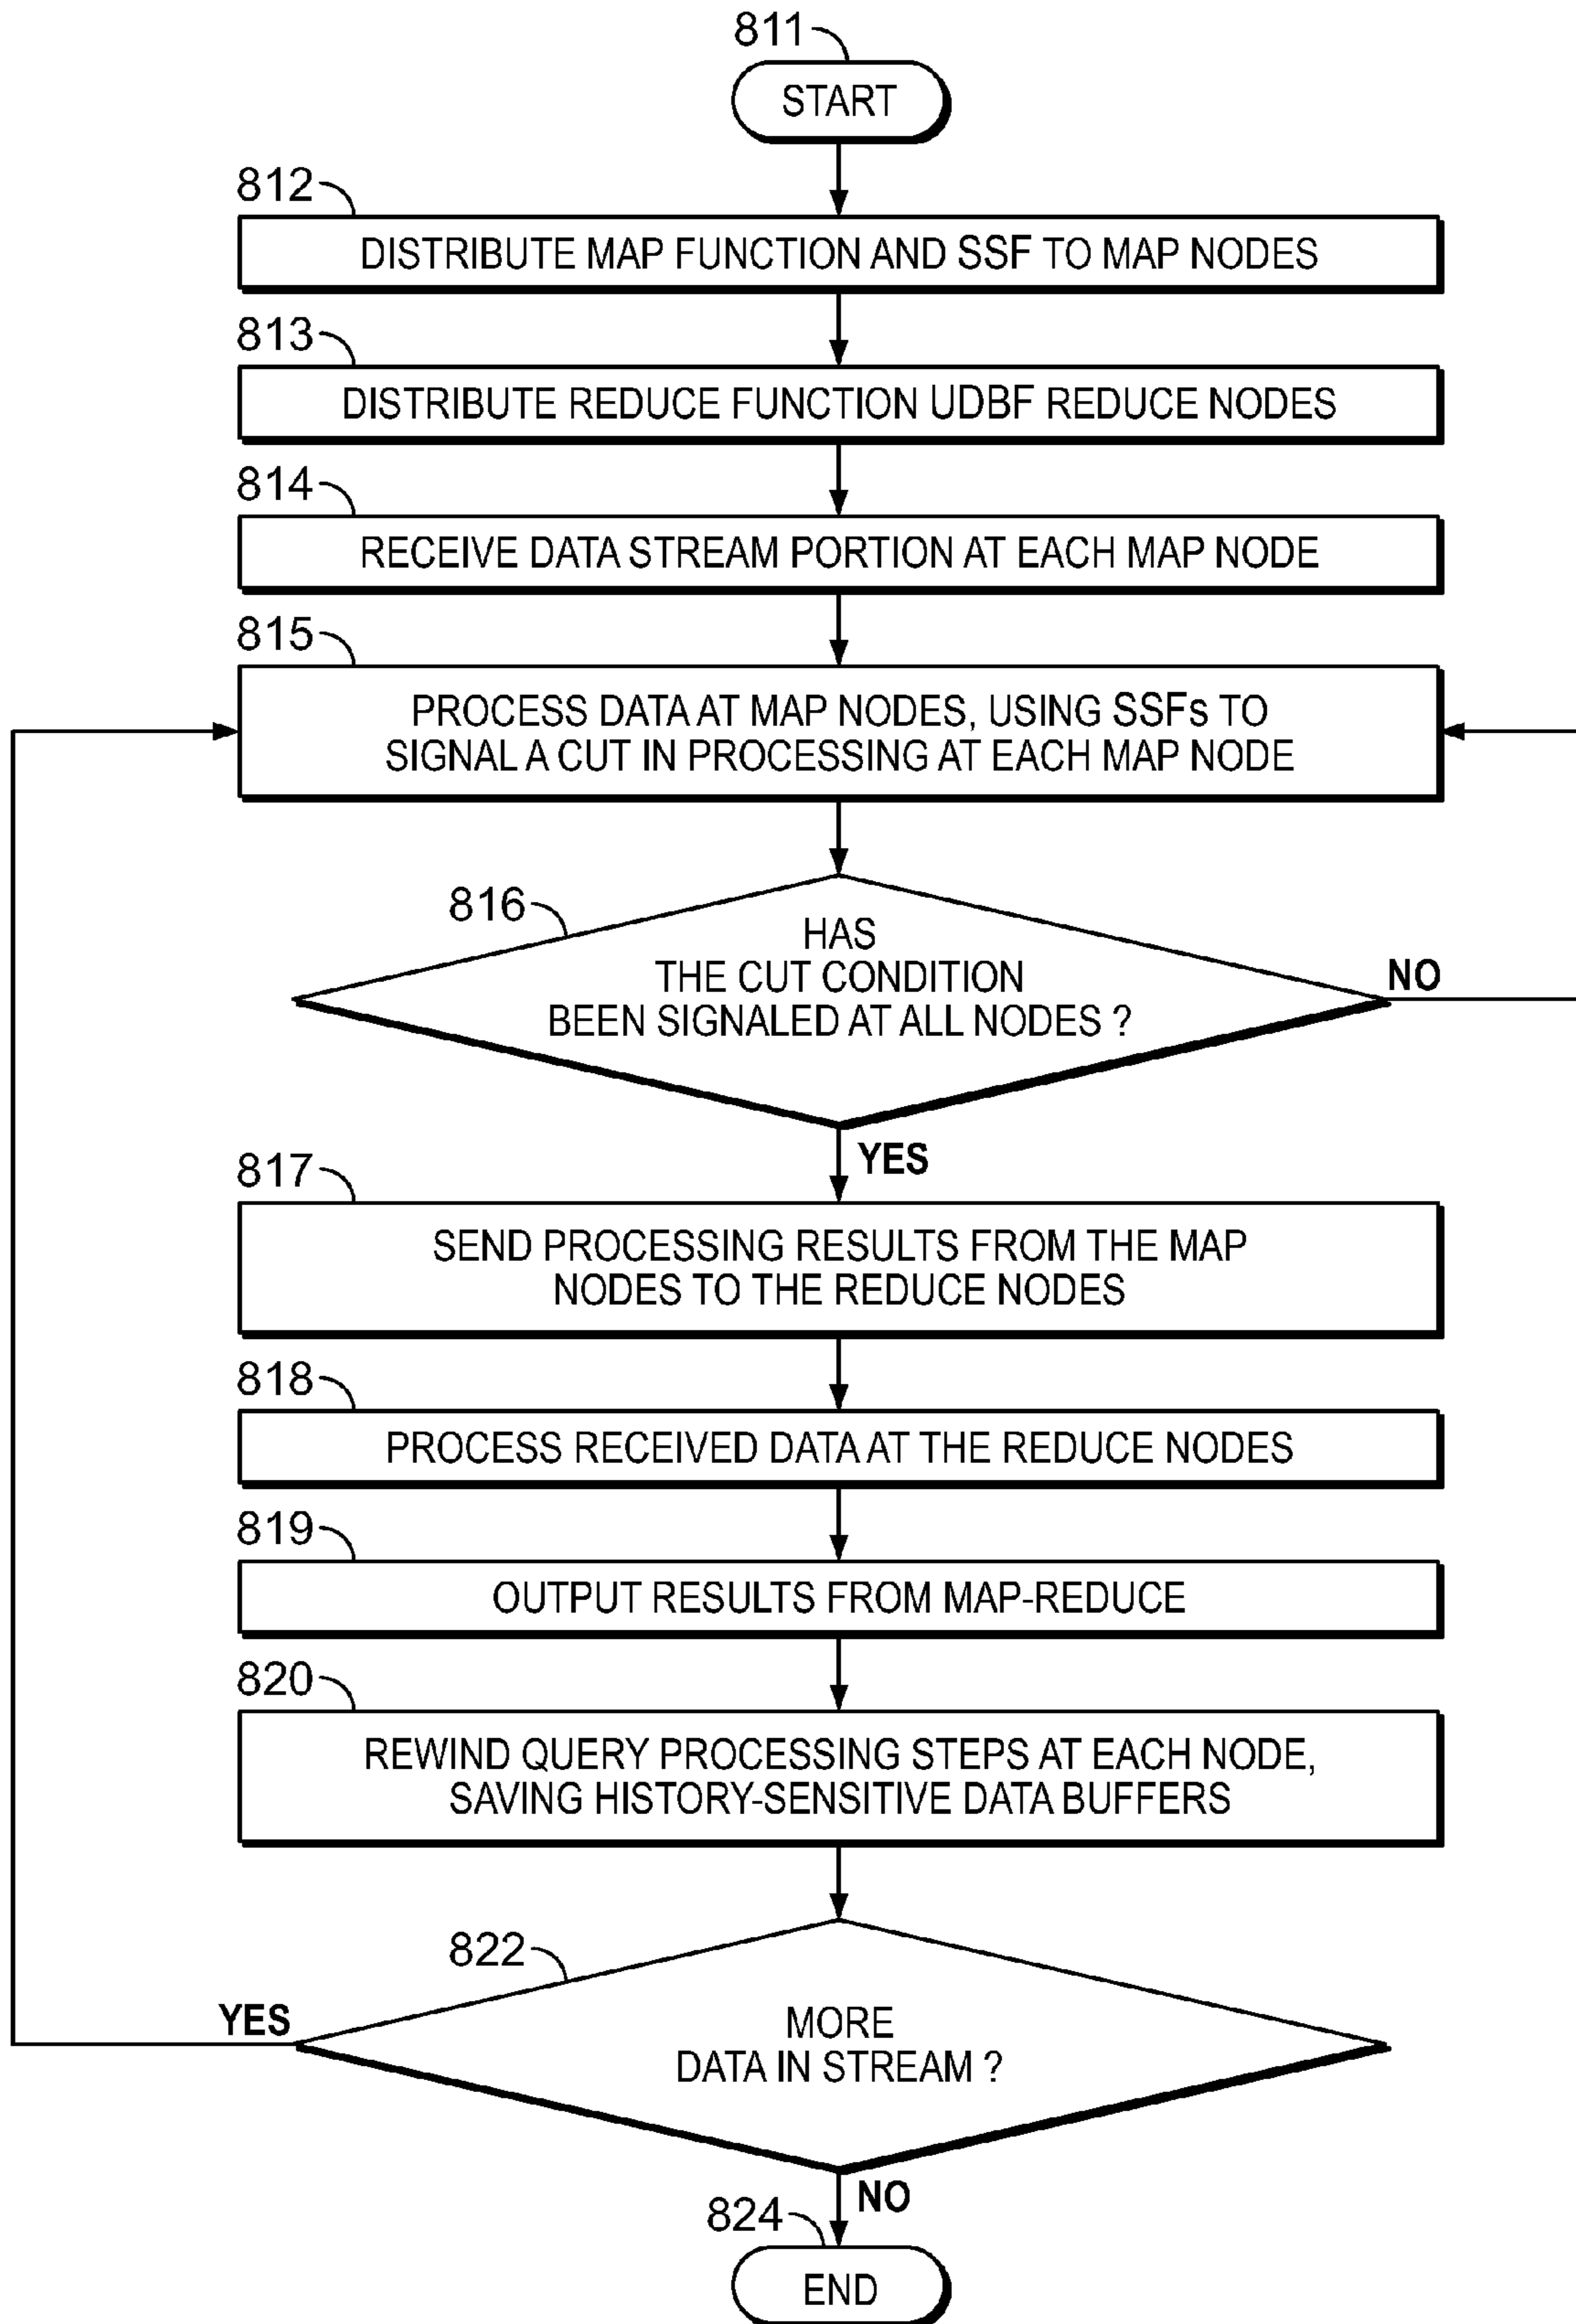 811
START
812
DISTRIBUTE MAP FUNCTION AND SSF TO MAP NODES
813
DISTRIBUTE REDUCE FUNCTION UDBF REDUCE NODES
814
RECEIVE DATA STREAM PORTION AT EACH MAP NODE
815
PROCESS DATA AT MAP NODES, USING SSFs TO
SIGNAL A CUT IN PROCESSING AT EACH MAP NODE
816
HAS
THE CUT CONDITION
BEEN SIGNALED AT ALL NODES ?
NO
YES
817
SEND PROCESSING RESULTS FROM THE MAP
NODES TO THE REDUCE NODES
818
PROCESS RECEIVED DATA AT THE REDUCE NODES
819
OUTPUT RESULTS FROM MAP-REDUCE
820
REWIND QUERY PROCESSING STEPS AT EACH NODE,
SAVING HISTORY-SENSITIVE DATA BUFFERS
822
YES
MORE
DATA IN STREAM ?
NO
824
END